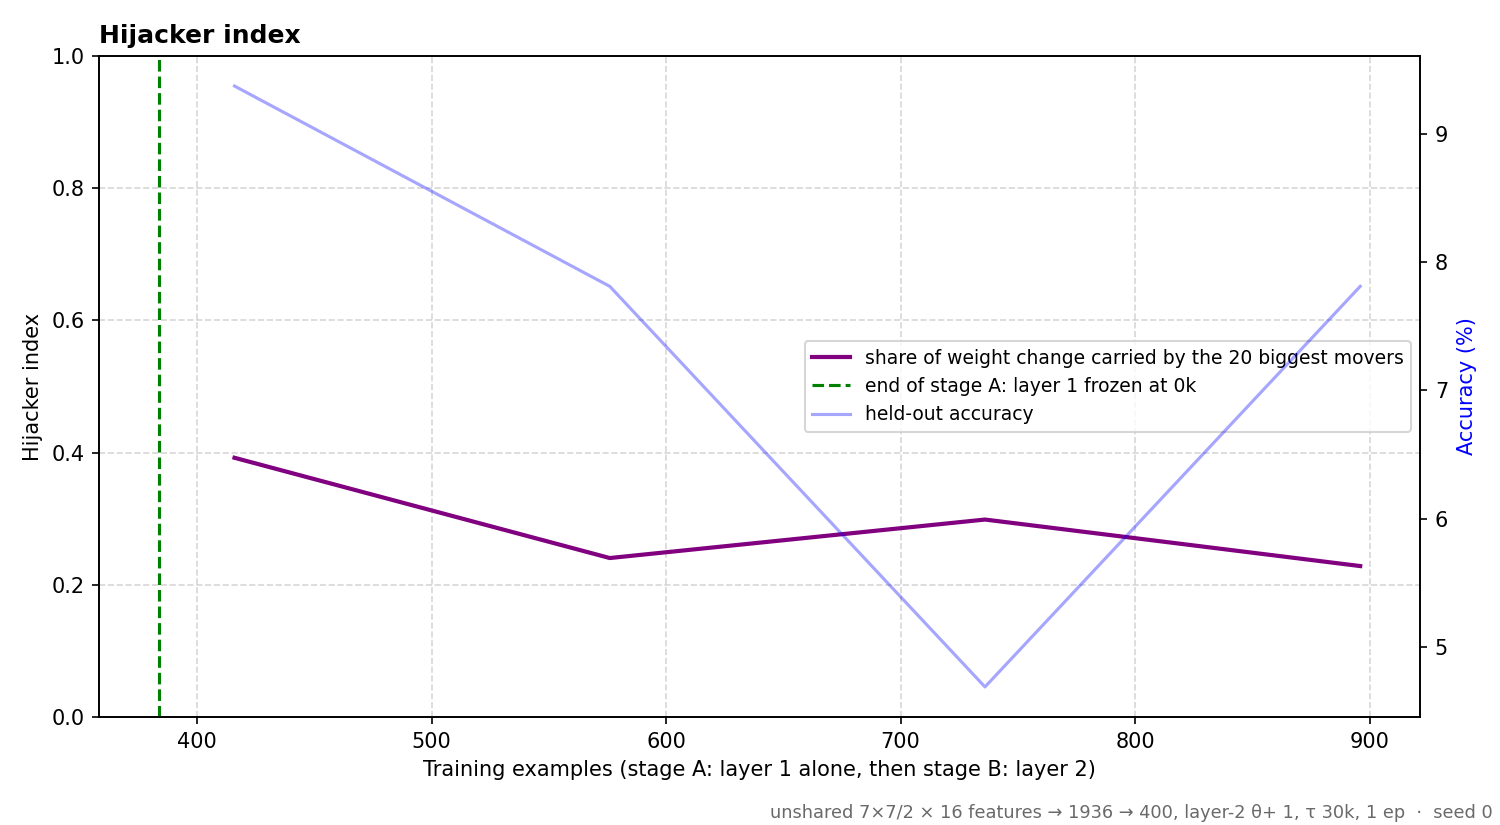 Hijacker index
1.0
0.8
0.6
0.4
0.2
0.0
Hijacker index
9
8
7
6
5
Accuracy (%)
share of weight change carried by the 20 biggest movers
end of stage A: layer 1 frozen at 0k
held-out accuracy
400 500 600 700 800 900
Training examples (stage A: layer 1 alone, then stage B: layer 2)
unshared 7×7/2 × 16 features → 1936 → 400, layer-2 θ+ 1, τ 30k, 1 ep · seed 0